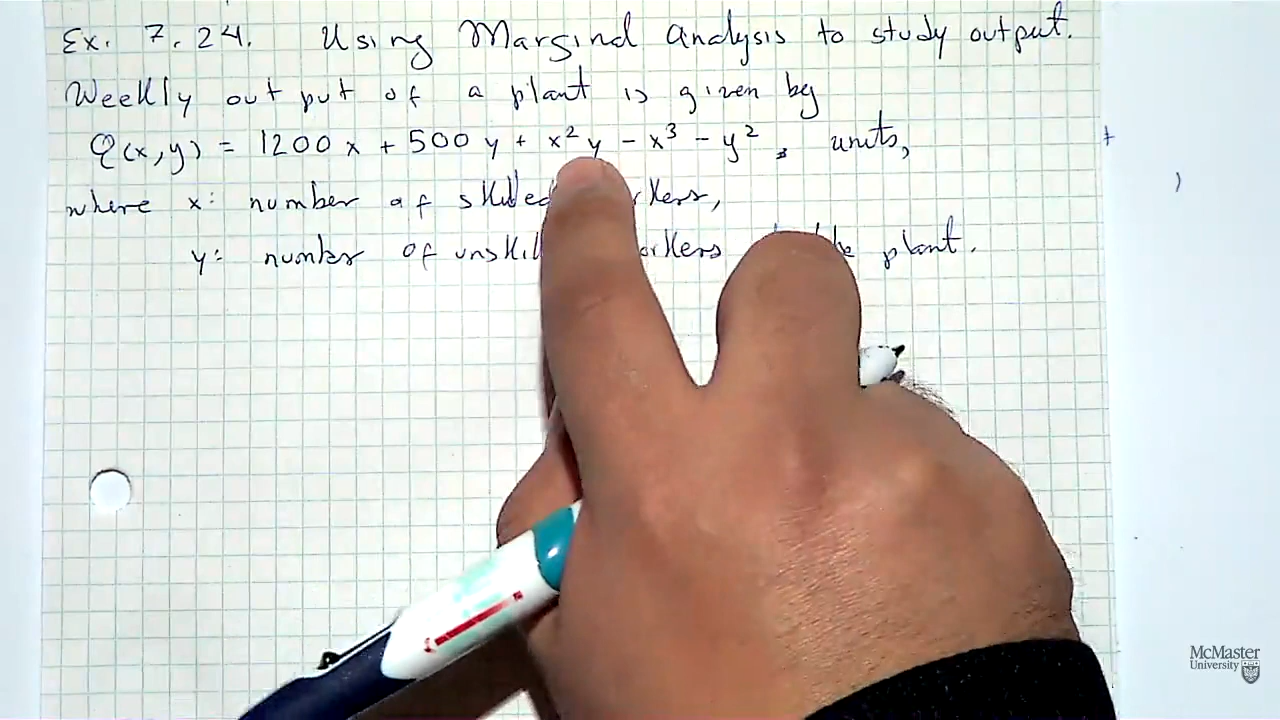 Ex. 7.24. Using Marginal Analysis to study output.
Weekly output of a plant is given by
Q(x,y) = 1200 x + 500 y + x² y - x³ - y², units,
where x: number of skilled
y: number of plant.
McMaster
University